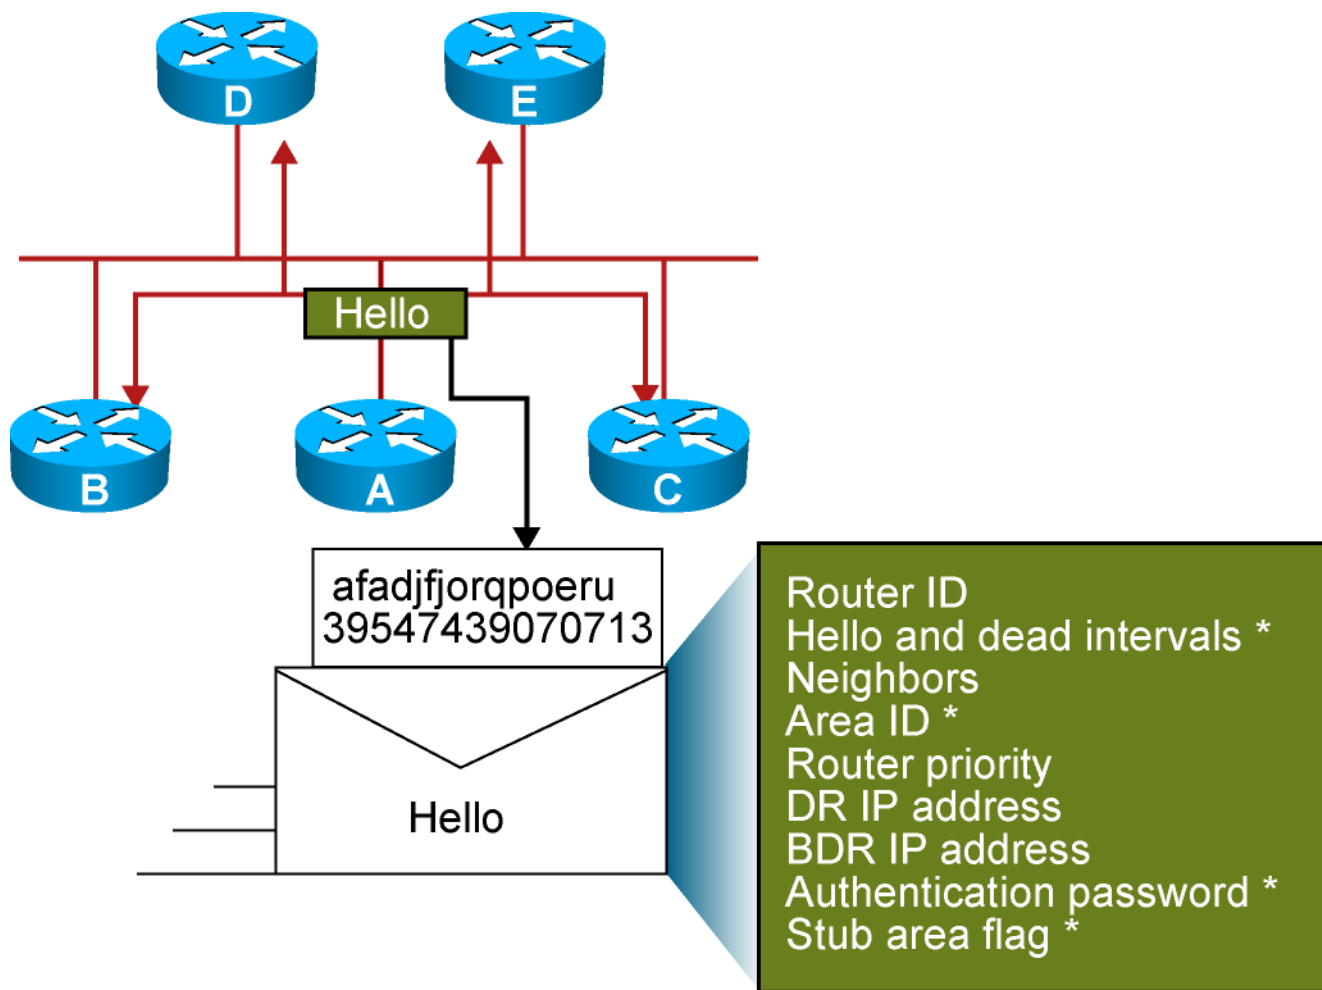 D
E
Hello
B
A
C
afadjfjorqpoeru
39547439070713
Hello
Router ID
Hello and dead intervals *
Neighbors
Area ID *
Router priority
DR IP address
BDR IP address
Authentication password *
Stub area flag *